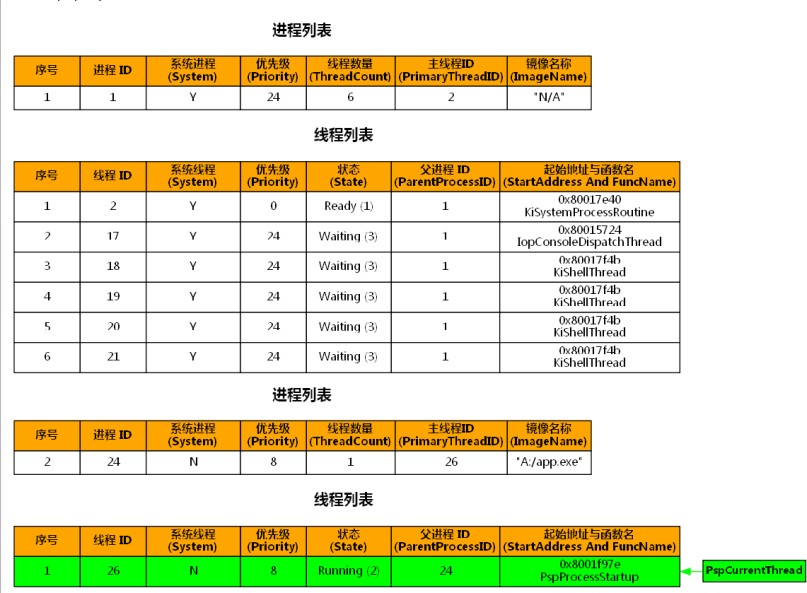 进程列表
序号 进程 ID 系统进程 (System) 优先级 (Priority) 线程数量 (ThreadCount) 主线程ID (PrimaryThreadID) 镜像名称 (ImageName)
1 1 Y 24 6 2 "N/A"
线程列表
序号 线程 ID 系统线程 (System) 优先级 (Priority) 状态 (State) 父进程 ID (ParentProcessID) 起始地址与函数名 (StartAddress And FuncName)
1 2 Y 0 Ready (1) 1 0x80017e40 KiSystemProcessRoutine
2 17 Y 24 Waiting (3) 1 0x80015724 IopConsoleDispatchThread
3 18 Y 24 Waiting (3) 1 0x80017f4b KiShellThread
4 19 Y 24 Waiting (3) 1 0x80017f4b KiShellThread
5 20 Y 24 Waiting (3) 1 0x80017f4b KiShellThread
6 21 Y 24 Waiting (3) 1 0x80017f4b KiShellThread
进程列表
序号 进程 ID 系统进程 (System) 优先级 (Priority) 线程数量 (ThreadCount) 主线程ID (PrimaryThreadID) 镜像名称 (ImageName)
2 24 N 8 1 26 "A:/app.exe"
线程列表
序号 线程 ID 系统线程 (System) 优先级 (Priority) 状态 (State) 父进程 ID (ParentProcessID) 起始地址与函数名 (StartAddress And FuncName)
1 26 N 8 Running (2) 24 0x8001f97e PspProcessStartup PspCurrentThread